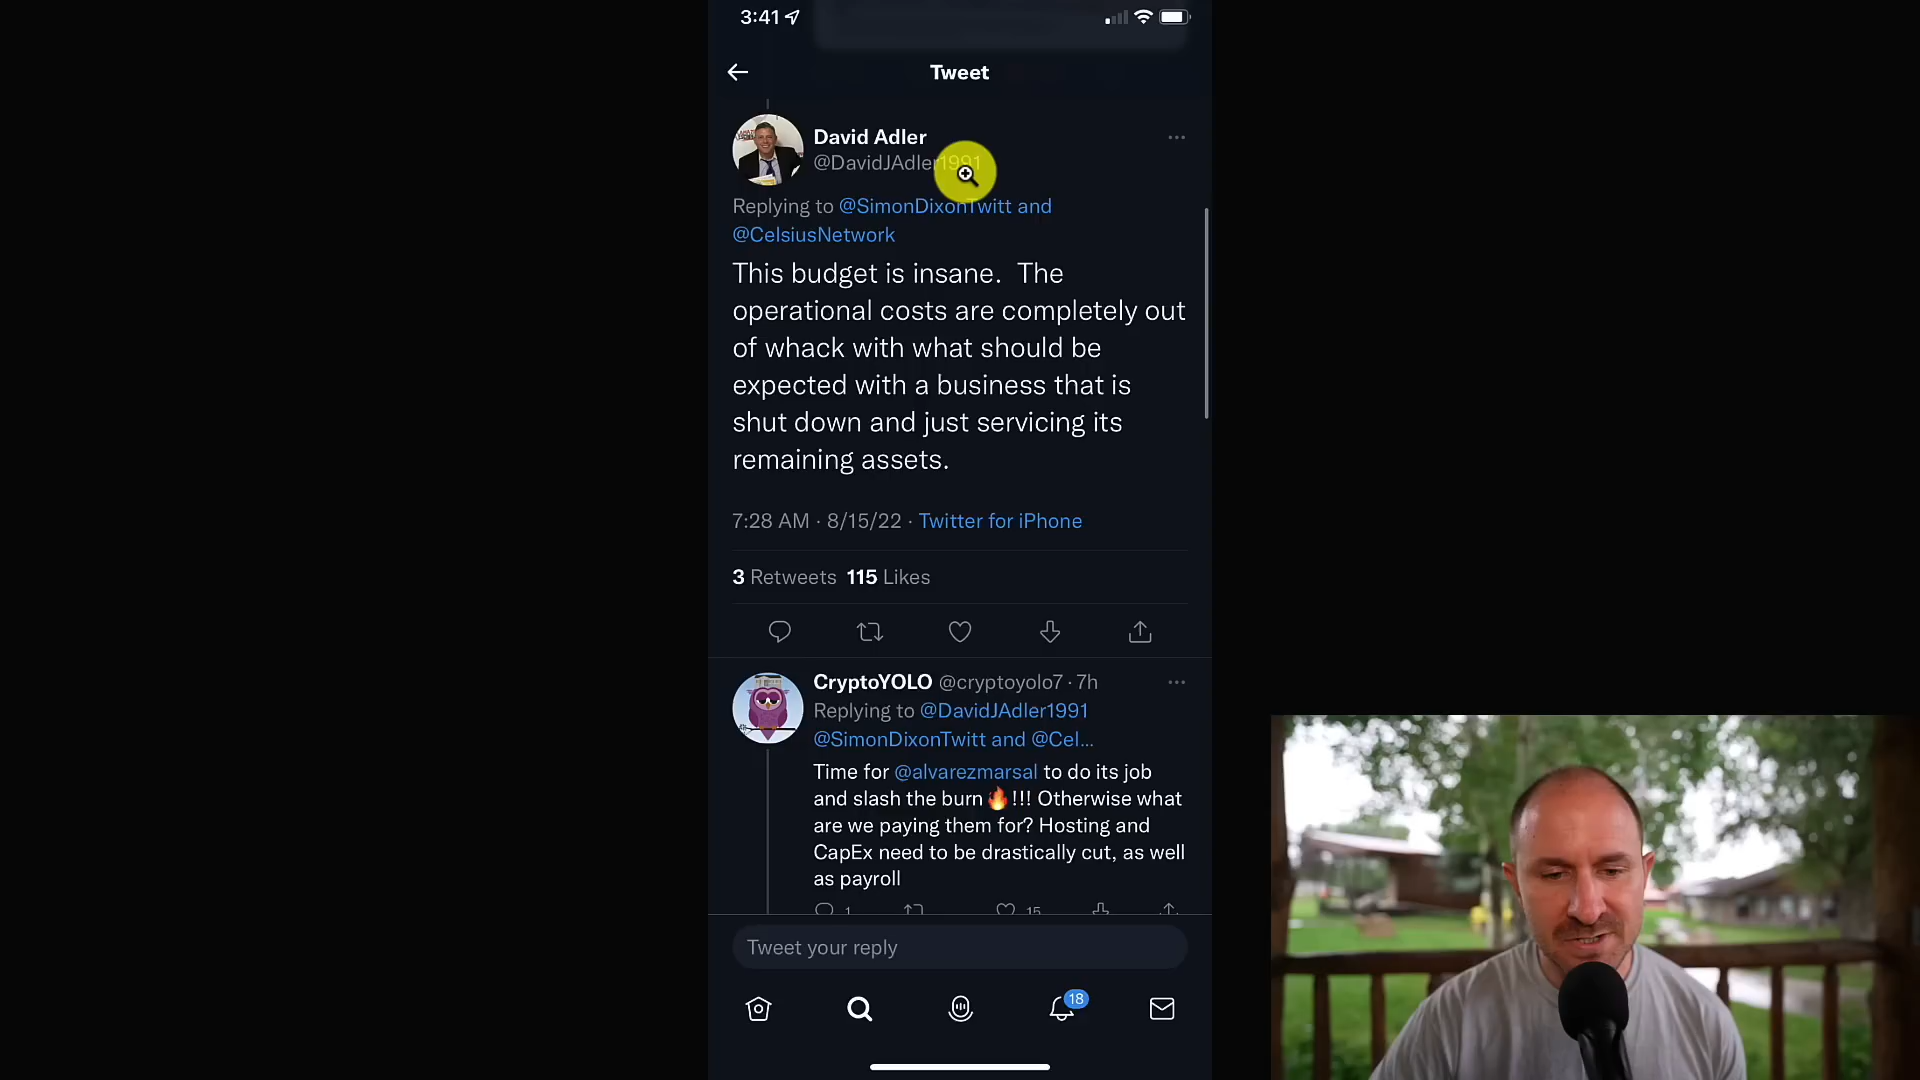 3:41
Tweet
David Adler
@DavidJAdler1991
Replying to @SimonDixonTwitt and
@CelsiusNetwork
This budget is insane.  The
operational costs are completely out
of whack with what should be
expected with a business that is
shut down and just servicing its
remaining assets.
7:28 AM · 8/15/22 · Twitter for iPhone
3 Retweets 115 Likes
CryptoYOLO @cryptoyolo7 · 7h
Replying to @DavidJAdler1991
@SimonDixonTwitt and @Cel...
Time for @alvarezmarsal to do its job
and slash the burn 🔥!!! Otherwise what
are we paying them for? Hosting and
CapEx need to be drastically cut, as well
as payroll
1 15
Tweet your reply
18